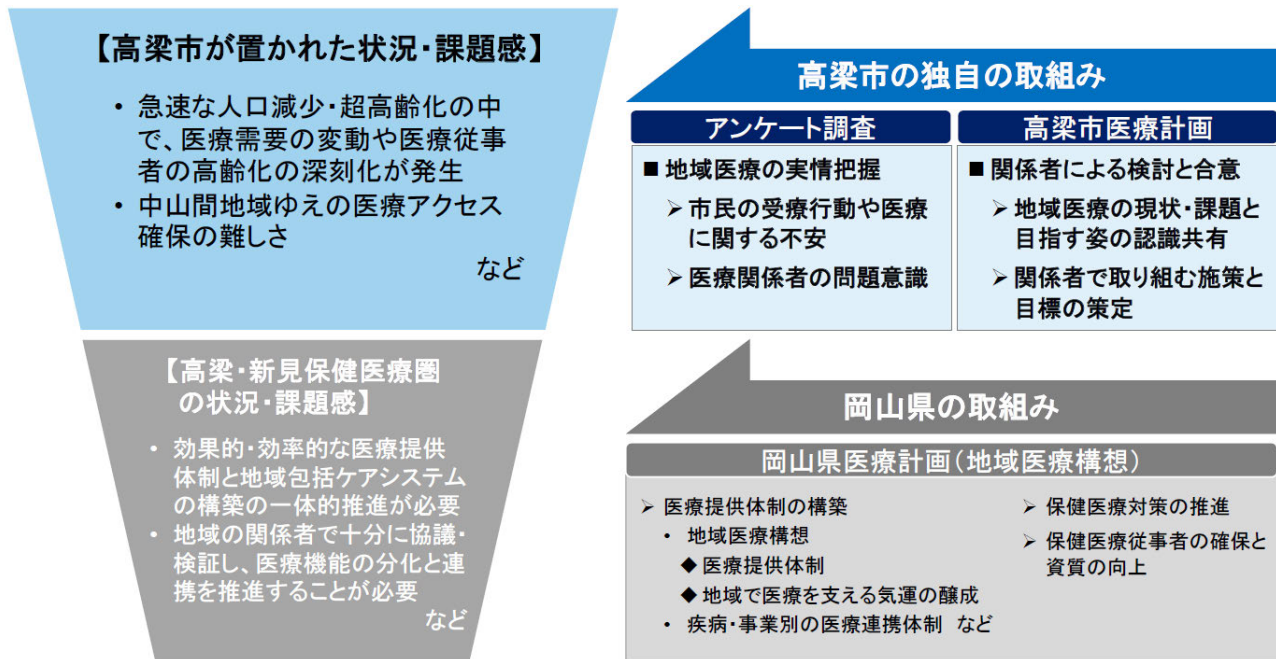 【高梁市が置かれた状況・課題感】
• 急速な人口減少・超高齢化の中
で、医療需要の変動や医療従事
者の高齢化の深刻化が発生
• 中山間地域ゆえの医療アクセス
確保の難しさ
など
【高梁・新見保健医療圏
の状況・課題感】
• 効果的・効率的な医療提供
体制と地域包括ケアシステム
の構築の一体的推進が必要
• 地域の関係者で十分に協議・
検証し、医療機能の分化と連
携を推進することが必要
など
高梁市の独自の取組み
アンケート調査
■ 地域医療の実情把握
➢ 市民の受療行動や医療
に関する不安
➢ 医療関係者の問題意識
高梁市医療計画
■ 関係者による検討と合意
➢ 地域医療の現状・課題と
目指す姿の認識共有
➢ 関係者で取り組む施策と
目標の策定
岡山県の取組み
岡山県医療計画（地域医療構想）
➢ 医療提供体制の構築
• 地域医療構想
◆ 医療提供体制
◆ 地域で医療を支える気運の醸成
• 疾病・事業別の医療連携体制 など
➢ 保健医療対策の推進
➢ 保健医療従事者の確保と
資質の向上